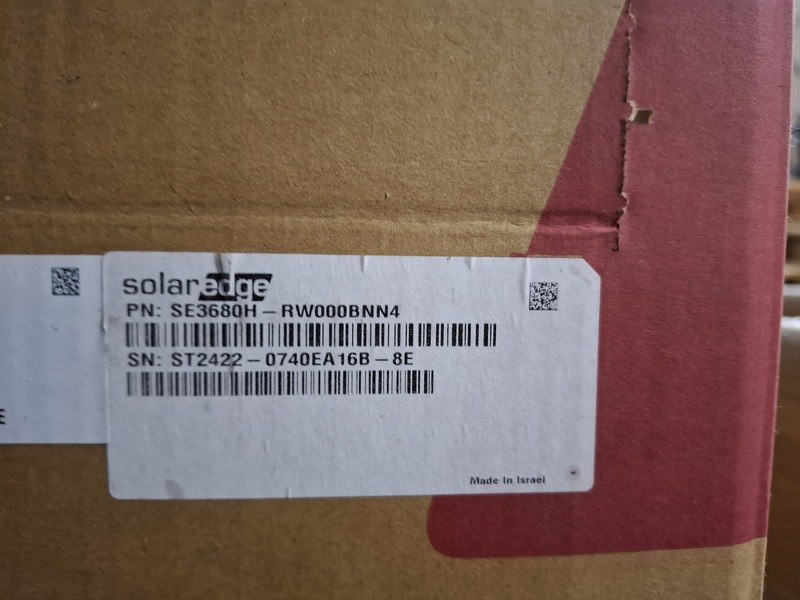 solaredge
PN: SE3680H-RW000BNN4
SN: ST2422-0740EA16B-8E
E
Made in Israel